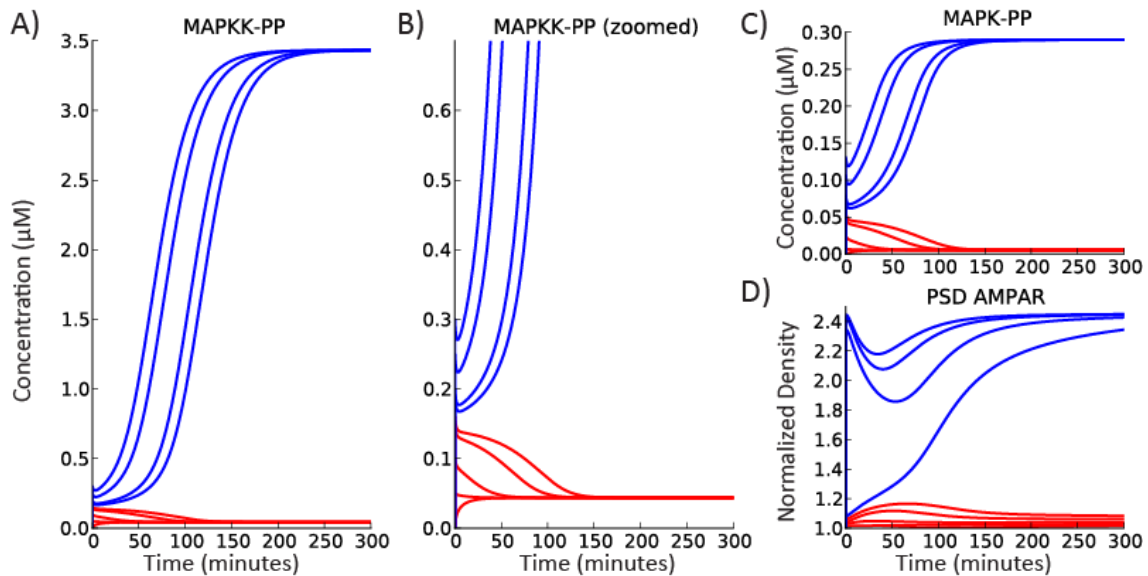 A)
MAPKK-PP
Concentration (µM)
3.5
3.0
2.5
2.0
1.5
1.0
0.5
0.0
0 50 100 150 200 250 300
Time (minutes)
B)
MAPKK-PP (zoomed)
0.6
0.5
0.4
0.3
0.2
0.1
0.0
0 50 100 150 200 250 300
Time (minutes)
C)
MAPK-PP
Concentration (µM)
0.30
0.25
0.20
0.15
0.10
0.05
0.00
0 50 100 150 200 250 300
D)
PSD AMPAR
Normalized Density
2.4
2.2
2.0
1.8
1.6
1.4
1.2
1.0
0 50 100 150 200 250 300
Time (minutes)